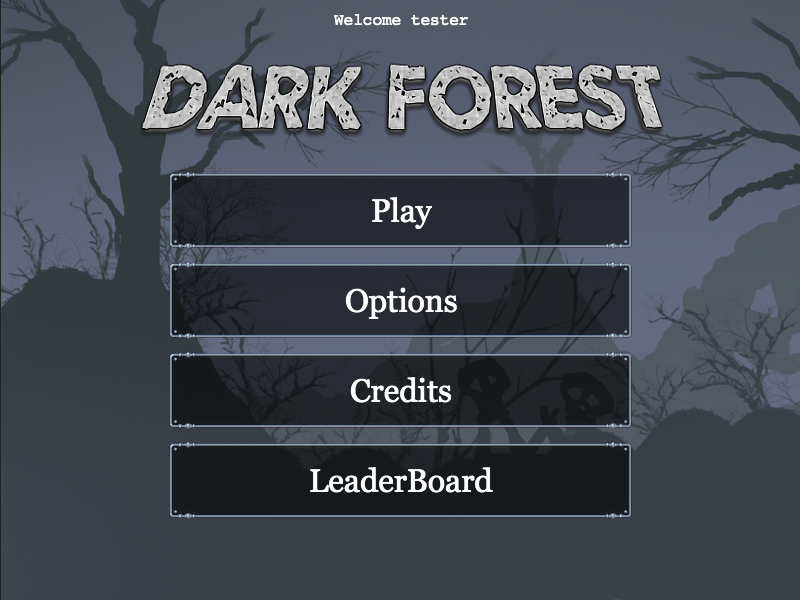 Welcome tester
DARK FOREST
Play
Options
Credits
LeaderBoard